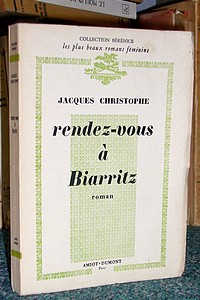 COLLECTION BÉRÉNICE
les plus beaux romans féminins
JACQUES CHRISTOPHE
rendez-vous
à
Biarritz
roman
AMIOT-DUMONT
Paris